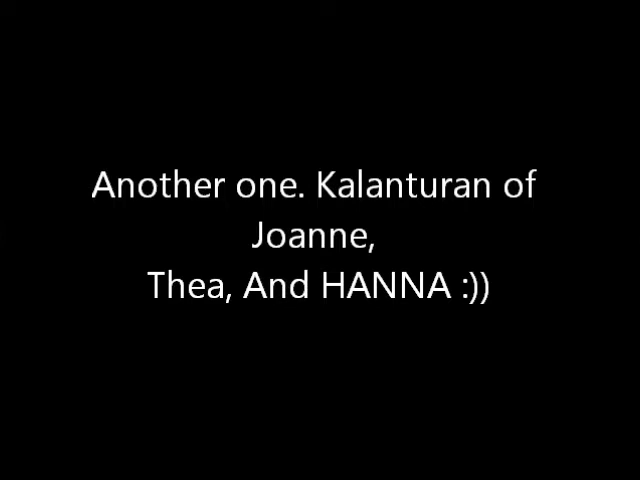 Another one. Kalanturan of
Joanne,
Thea, And HANNA :))